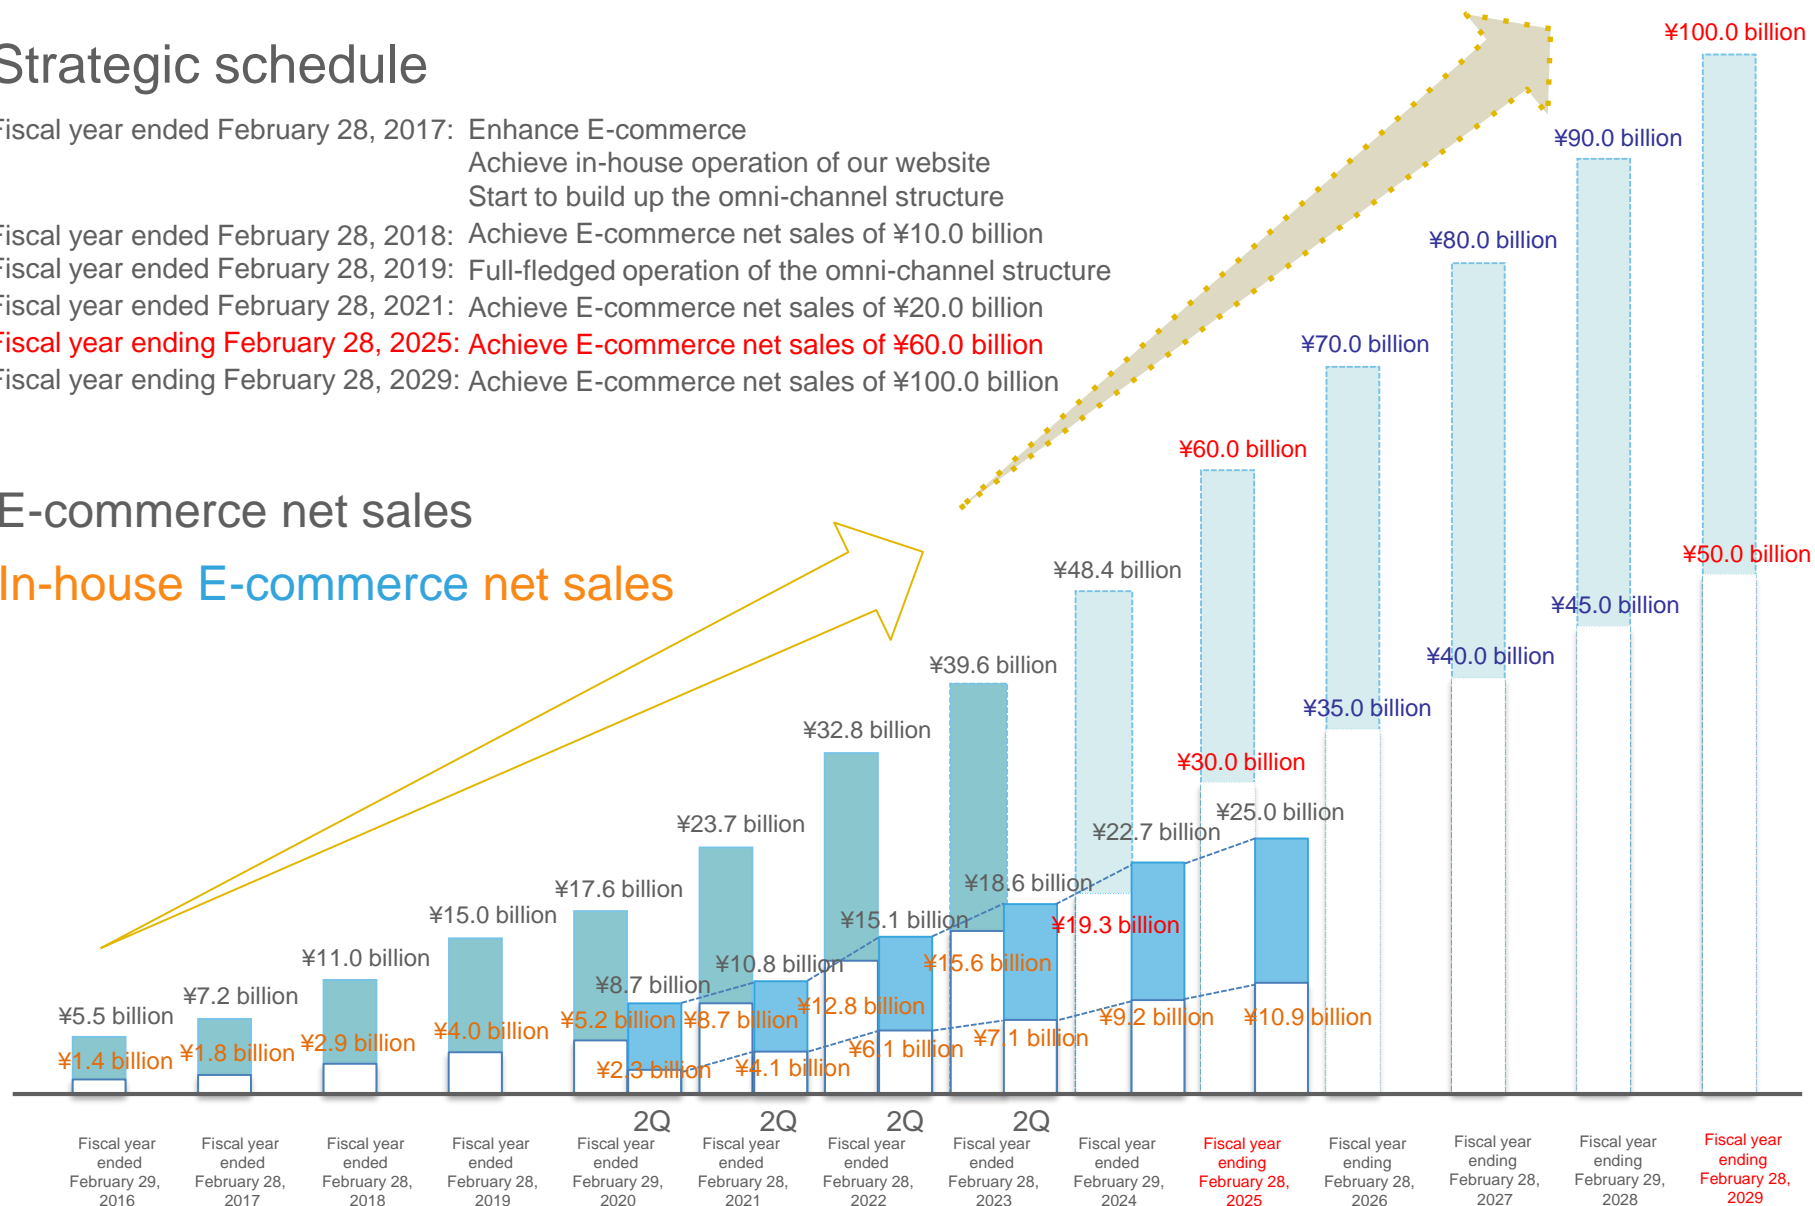 Strategic schedule
Fiscal year ended February 28, 2017: Enhance E-commerce
Achieve in-house operation of our website
Start to build up the omni-channel structure
Fiscal year ended February 28, 2018: Achieve E-commerce net sales of ¥10.0 billion
Fiscal year ended February 28, 2019: Full-fledged operation of the omni-channel structure
Fiscal year ended February 28, 2021: Achieve E-commerce net sales of ¥20.0 billion
Fiscal year ending February 28, 2025: Achieve E-commerce net sales of ¥60.0 billion
Fiscal year ending February 28, 2029: Achieve E-commerce net sales of ¥100.0 billion
E-commerce net sales
In-house E-commerce net sales
¥5.5 billion
¥1.4 billion
¥7.2 billion
¥1.8 billion
¥11.0 billion
¥2.9 billion
¥15.0 billion
¥4.0 billion
¥17.6 billion
¥5.2 billion
¥8.7 billion
¥2.3 billion
¥23.7 billion
¥8.7 billion
¥10.8 billion
¥4.1 billion
¥32.8 billion
¥12.8 billion
¥15.1 billion
¥6.1 billion
¥39.6 billion
¥15.6 billion
¥18.6 billion
¥7.1 billion
¥48.4 billion
¥19.3 billion
¥22.7 billion
¥9.2 billion
¥60.0 billion
¥30.0 billion
¥25.0 billion
¥10.9 billion
¥70.0 billion
¥35.0 billion
¥80.0 billion
¥40.0 billion
¥90.0 billion
¥45.0 billion
¥100.0 billion
¥50.0 billion
2Q
2Q
2Q
2Q
Fiscal year
ended
February 29,
2016
Fiscal year
ended
February 28,
2017
Fiscal year
ended
February 28,
2018
Fiscal year
ended
February 28,
2019
Fiscal year
ended
February 29,
2020
Fiscal year
ended
February 28,
2021
Fiscal year
ended
February 28,
2022
Fiscal year
ended
February 28,
2023
Fiscal year
ended
February 29,
2024
Fiscal year
ending
February 28,
2025
Fiscal year
ending
February 28,
2026
Fiscal year
ending
February 28,
2027
Fiscal year
ending
February 29,
2028
Fiscal year
ending
February 28,
2029